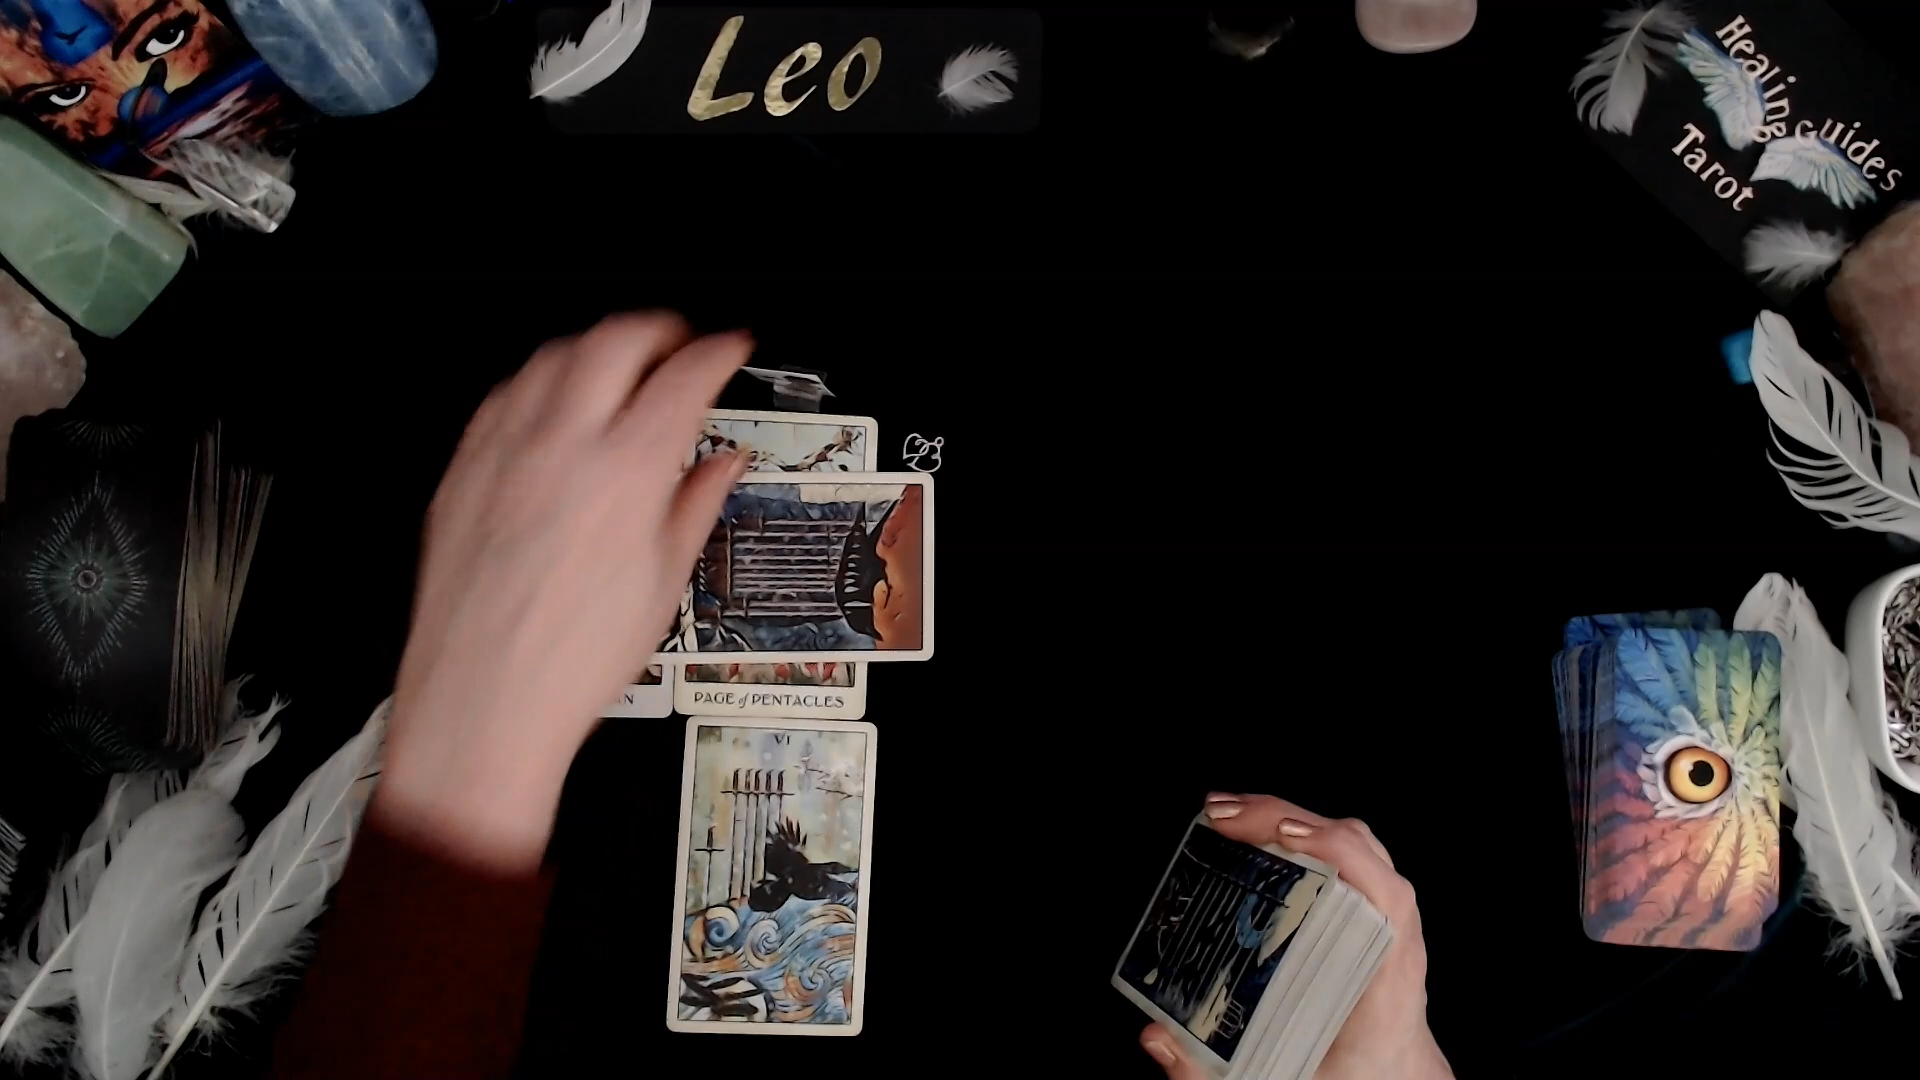 Leo
Healing Guides
Tarot
PAGE of PENTACLES
VI